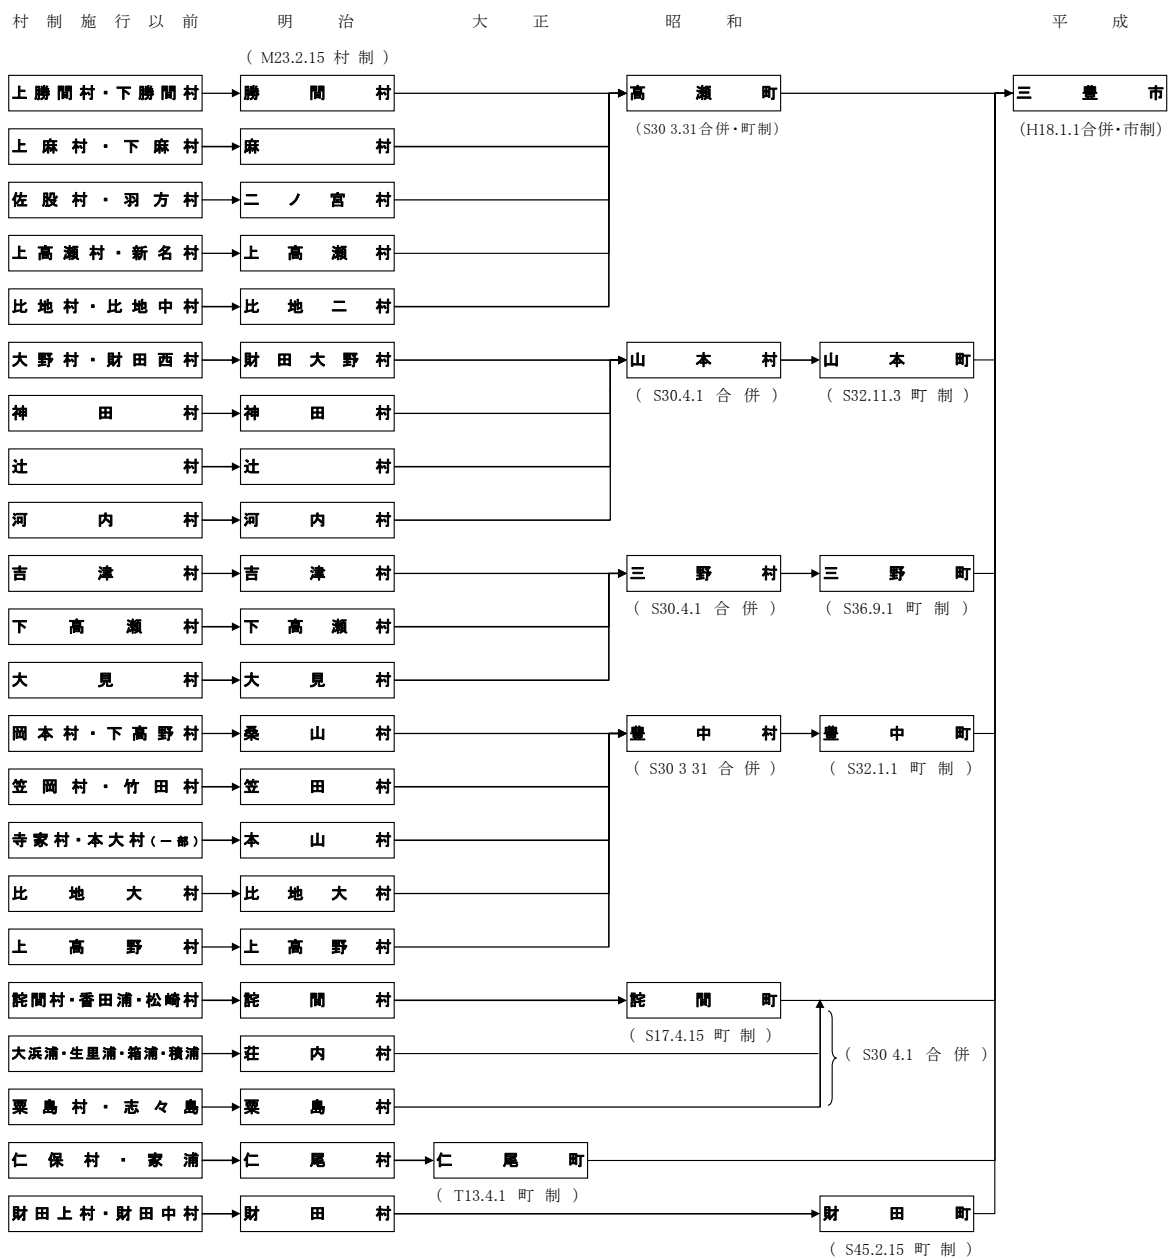 村制施行以前 明治 大正 昭和 平成
(M23.2.15 村制)
上勝間村・下勝間村 勝間村 高瀬町 三豊市
(S30 3.31合併・町制) (H18.1.1合併・市制)
上麻村・下麻村 麻村
佐股村・羽方村 二ノ宮村
上高瀬村・新名村 上高瀬村
比地村・比地中村 比地二村
大野村・財田西村 財田大野村 山本村 山本町
(S30.4.1 合併) (S32.11.3 町制)
神田村 神田村
辻村 辻村
河内村 河内村
吉津村 吉津村 三野村 三野町
(S30.4.1 合併) (S36.9.1 町制)
下高瀬村 下高瀬村
大見村 大見村
岡本村・下高野村 桑山村 豊中村 豊中町
(S30 3 31 合併) (S32.1.1 町制)
笠岡村・竹田村 笠田村
寺家村・本大村(一部) 本山村
比地大村 比地大村
上高野村 上高野村
詫間村・香田浦・松崎村 詫間村 詫間町
(S17.4.15 町制)
大浜浦・生里浦・箱浦・積浦 荘内村 (S30 4.1 合併)
粟島村・志々島 粟島村
仁保村・家浦 仁尾村 仁尾町
(T13.4.1 町制)
財田上村・財田中村 財田村 財田町
(S45.2.15 町制)